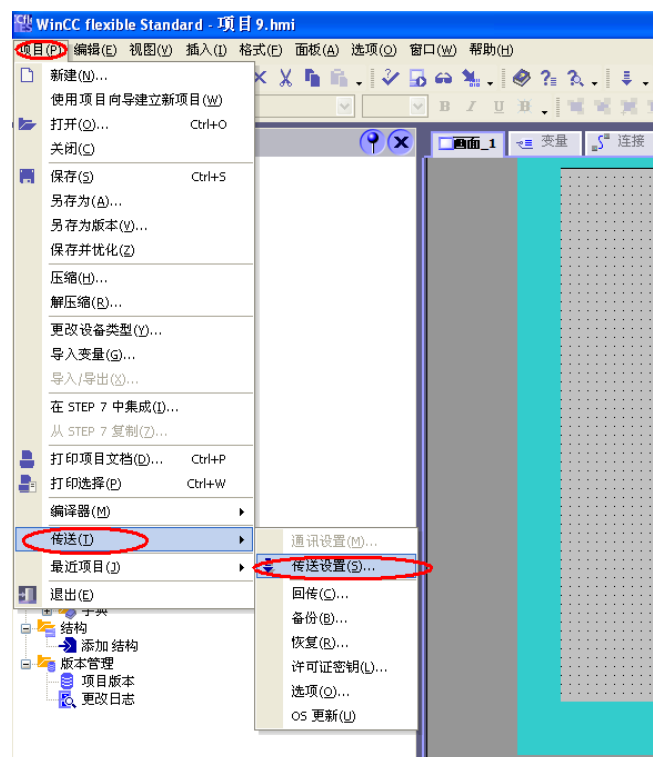 WinCC flexible Standard - 项目 9.hmi
项目(P) 编辑(E) 视图(V) 插入(I) 格式(F) 面板(A) 选项(O) 窗口(W) 帮助(H)
新建(N)...
使用项目向导建立新项目(W)
打开(O)... Ctrl+O
关闭(C)
保存(S) Ctrl+S
另存为(A)...
另存为版本(V)...
保存并优化(Z)
压缩(H)...
解压缩(R)...
更改设备类型(Y)...
导入变量(G)...
导入/导出(X)...
在 STEP 7 中集成(I)...
从 STEP 7 复制(Z)...
打印项目文档(D)... Ctrl+P
打印选择(P) Ctrl+W
编译器(M)
传送(T)
最近项目(J)
退出(E)
B I U
画面_1 变量 连接
通讯设置(M)...
传送设置(S)...
回传(C)...
备份(B)...
恢复(R)...
许可证密钥(L)...
选项(O)...
OS 更新(U)
结构
添加 结构
版本管理
项目版本
更改日志